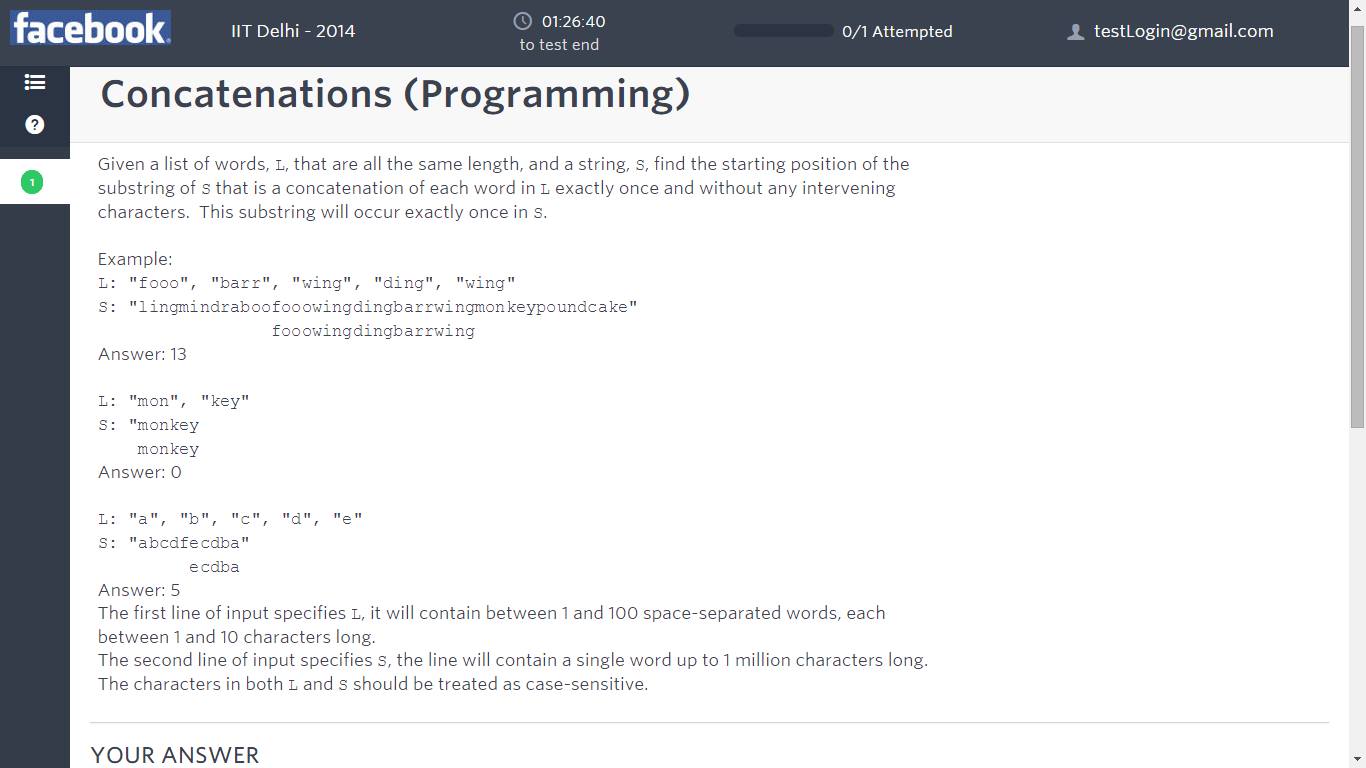 facebook
IIT Delhi - 2014
01:26:40
to test end
0/1 Attempted
testLogin@gmail.com
?
Concatenations (Programming)
1
Given a list of words, L, that are all the same length, and a string, S, find the starting position of the
substring of S that is a concatenation of each word in L exactly once and without any intervening
characters.  This substring will occur exactly once in S.
Example:
L: "fooo", "barr", "wing", "ding", "wing"
S: "lingmindraboofooowingdingbarrwingmonkeypoundcake"
fooowingdingbarrwing
Answer: 13
L: "mon", "key"
S: "monkey
monkey
Answer: 0
L: "a", "b", "c", "d", "e"
S: "abcdfecdba"
ecdba
Answer: 5
The first line of input specifies L, it will contain between 1 and 100 space-separated words, each
between 1 and 10 characters long.
The second line of input specifies S, the line will contain a single word up to 1 million characters long.
The characters in both L and S should be treated as case-sensitive.
YOUR ANSWER